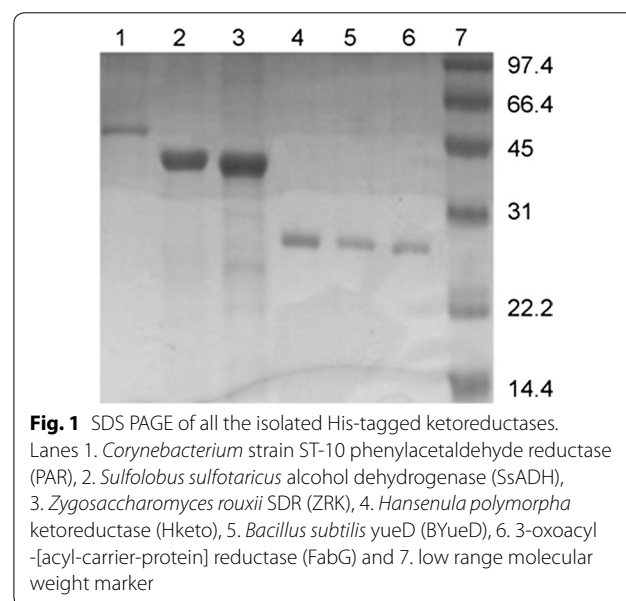 1 2 3 4 5 6 7
97.4
66.4
45
31
22.2
14.4
Fig. 1 SDS PAGE of all the isolated His-tagged ketoreductases.
Lanes 1. Corynebacterium strain ST-10 phenylacetaldehyde reductase
(PAR), 2. Sulfolobus sulfotaricus alcohol dehydrogenase (SsADH),
3. Zygosaccharomyces rouxii SDR (ZRK), 4. Hansenula polymorpha
ketoreductase (Hketo), 5. Bacillus subtilis yueD (BYueD), 6. 3-oxoacyl
-[acyl-carrier-protein] reductase (FabG) and 7. low range molecular
weight marker